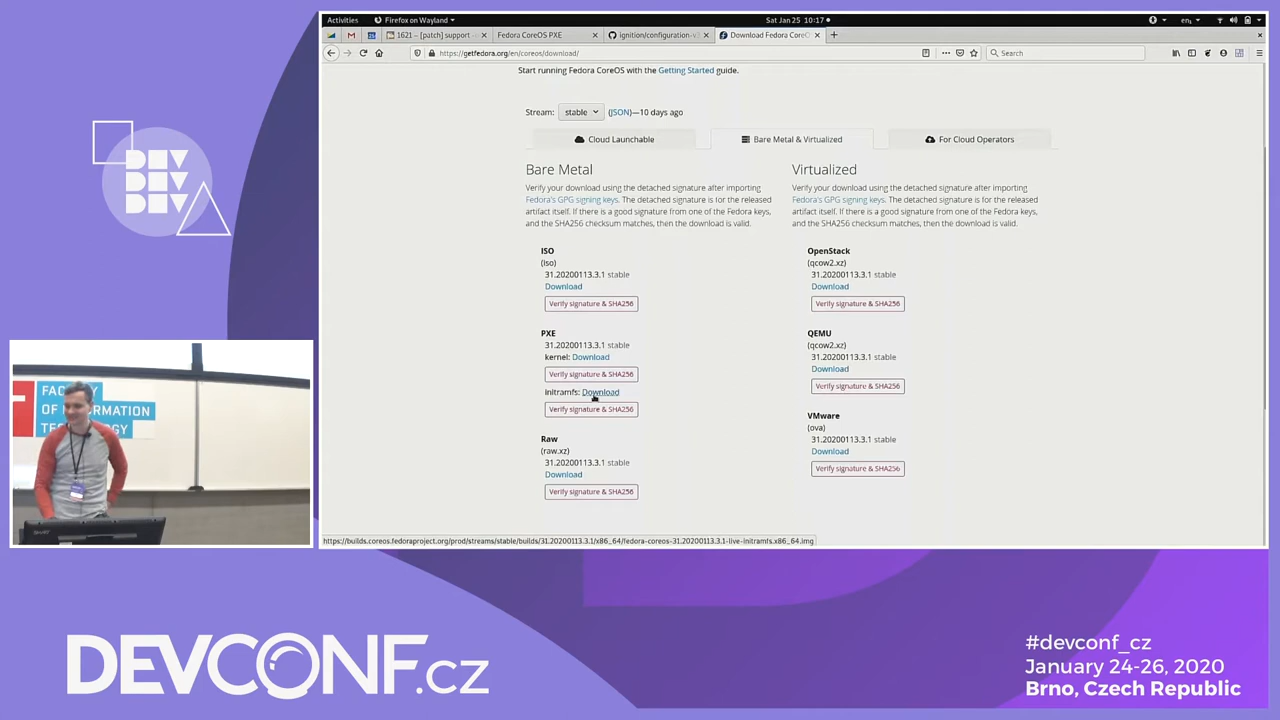 Activities
Firefox on Wayland
Sat Jan 25 10:17
en
1621 – [patch] support
Fedora CoreOS PXE
ignition/configuration-v3
Download Fedora CoreO
https://getfedora.org/en/coreos/download/
Search
Start running Fedora CoreOS with the Getting Started guide.
Stream: stable (JSON)—10 days ago
Cloud Launchable
Bare Metal & Virtualized
For Cloud Operators
Bare Metal
Verify your download using the detached signature after importing
Fedora's GPG signing keys. The detached signature is for the released
artifact itself. If there is a good signature from one of the Fedora keys,
and the SHA256 checksum matches, then the download is valid.
ISO
(iso)
31.20200113.3.1 stable
Download
Verify signature & SHA256
PXE
31.20200113.3.1 stable
kernel: Download
Verify signature & SHA256
initramfs: Download
Verify signature & SHA256
Raw
(raw.xz)
31.20200113.3.1 stable
Download
Verify signature & SHA256
Virtualized
Verify your download using the detached signature after importing
Fedora's GPG signing keys. The detached signature is for the released
artifact itself. If there is a good signature from one of the Fedora keys,
and the SHA256 checksum matches, then the download is valid.
OpenStack
(qcow2.xz)
31.20200113.3.1 stable
Download
Verify signature & SHA256
QEMU
(qcow2.xz)
31.20200113.3.1 stable
Download
Verify signature & SHA256
VMware
(ova)
31.20200113.3.1 stable
Download
Verify signature & SHA256
https://builds.coreos.fedoraproject.org/prod/streams/stable/builds/31.20200113.3.1/x86_64/fedora-coreos-31.20200113.3.1-live-initramfs.x86_64.img
DEV
DEV
DEV
FACULTY
OF INFORMATION
TECHNOLOGY
DEVCONF.cz
#devconf_cz
January 24-26, 2020
Brno, Czech Republic